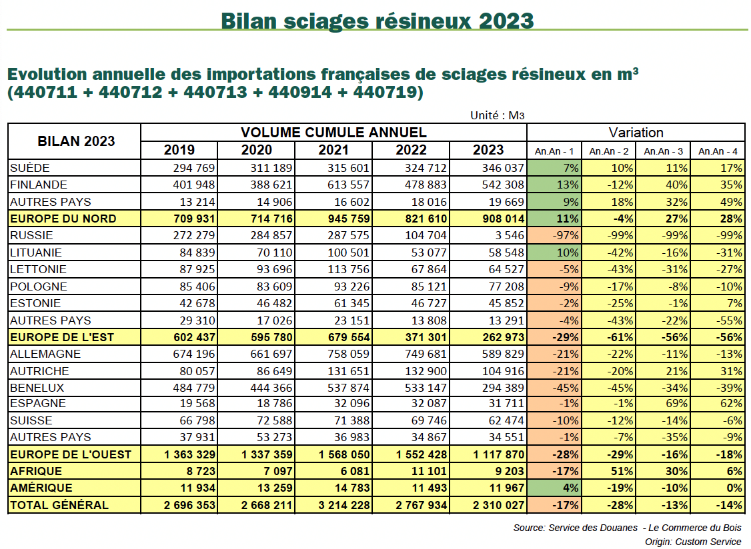 Bilan sciages résineux 2023
Evolution annuelle des importations françaises de sciages résineux en m³
(440711 + 440712 + 440713 + 440914 + 440719)
Unité : M3
BILAN 2023 VOLUME CUMULE ANNUEL Variation
2019 2020 2021 2022 2023 An.An - 1 An.An - 2 An.An - 3 An.An - 4
SUÈDE 294 769 311 189 315 601 324 712 346 037 7% 10% 11% 17%
FINLANDE 401 948 388 621 613 557 478 883 542 308 13% -12% 40% 35%
AUTRES PAYS 13 214 14 906 16 602 18 016 19 669 9% 18% 32% 49%
EUROPE DU NORD 709 931 714 716 945 759 821 610 908 014 11% -4% 27% 28%
RUSSIE 272 279 284 857 287 575 104 704 3 546 -97% -99% -99% -99%
LITUANIE 84 839 70 110 100 501 53 077 58 548 10% -42% -16% -31%
LETTONIE 87 925 93 696 113 756 67 864 64 527 -5% -43% -31% -27%
POLOGNE 85 406 83 609 93 226 85 121 77 208 -9% -17% -8% -10%
ESTONIE 42 678 46 482 61 345 46 727 45 852 -2% -25% -1% 7%
AUTRES PAYS 29 310 17 026 23 151 13 808 13 291 -4% -43% -22% -55%
EUROPE DE L'EST 602 437 595 780 679 554 371 301 262 973 -29% -61% -56% -56%
ALLEMAGNE 674 196 661 697 758 059 749 681 589 829 -21% -22% -11% -13%
AUTRICHE 80 057 86 649 131 651 132 900 104 916 -21% -20% 21% 31%
BENELUX 484 779 444 366 537 874 533 147 294 389 -45% -45% -34% -39%
ESPAGNE 19 568 18 786 32 096 32 087 31 711 -1% -1% 69% 62%
SUISSE 66 798 72 588 71 388 69 746 62 474 -10% -12% -14% -6%
AUTRES PAYS 37 931 53 273 36 983 34 867 34 551 -1% -7% -35% -9%
EUROPE DE L'OUEST 1 363 329 1 337 359 1 568 050 1 552 428 1 117 870 -28% -29% -16% -18%
AFRIQUE 8 723 7 097 6 081 11 101 9 203 -17% 51% 30% 6%
AMÉRIQUE 11 934 13 259 14 783 11 493 11 967 4% -19% -10% 0%
TOTAL GÉNÉRAL 2 696 353 2 668 211 3 214 228 2 767 934 2 310 027 -17% -28% -13% -14%
Source: Service des Douanes - Le Commerce du Bois
Origin: Custom Service